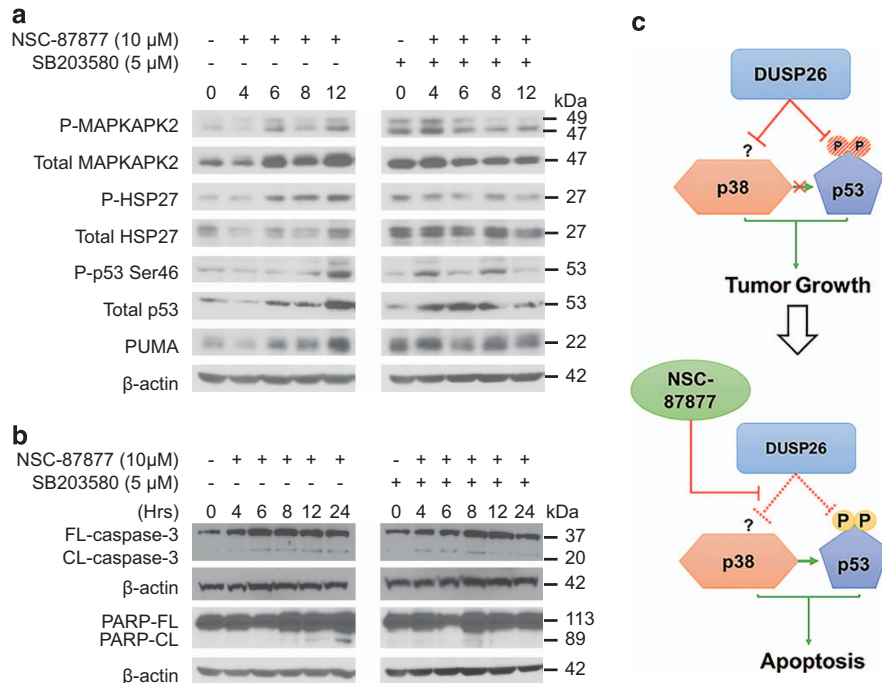 a
NSC-87877 (10 µM) - + + + + - + + + +
SB203580 (5 µM) - - - - - + + + + +
0 4 6 8 12 0 4 6 8 12 kDa
P-MAPKAPK2 49
47
Total MAPKAPK2 47
P-HSP27 27
Total HSP27 27
P-p53 Ser46 53
Total p53 53
PUMA 22
β-actin 42
b
NSC-87877 (10µM) - + + + + + - + + + + +
SB203580 (5 µM) - - - - - - + + + + + +
(Hrs) 0 4 6 8 12 24 0 4 6 8 12 24 kDa
FL-caspase-3 37
CL-caspase-3 20
β-actin 42
PARP-FL 113
PARP-CL 89
β-actin 42
c
DUSP26
? P P
p38 p53
Tumor Growth
NSC-
87877
DUSP26
? P P
p38 p53
Apoptosis